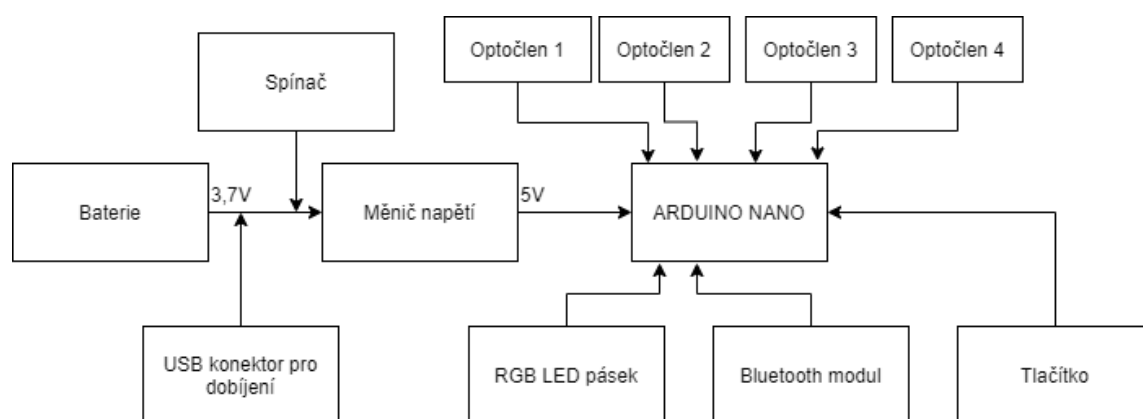 Optočlen 1
Optočlen 2
Optočlen 3
Optočlen 4
Spínač
Baterie
3,7V
Měnič napětí
5V
ARDUINO NANO
USB konektor pro
dobíjení
RGB LED pásek
Bluetooth modul
Tlačítko